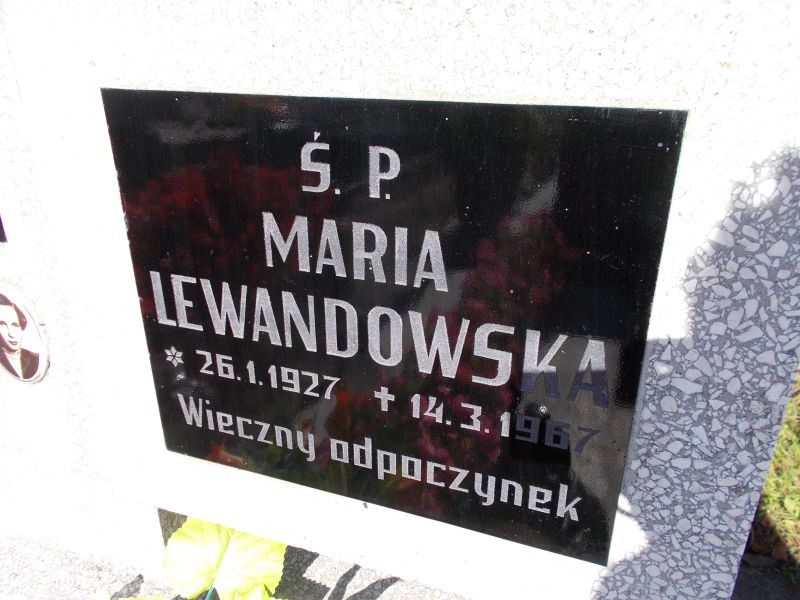 Ś. P.
MARIA
LEWANDOWSKA
* 26.1.1927 ✝ 14.3.1967
Wieczny odpoczynek